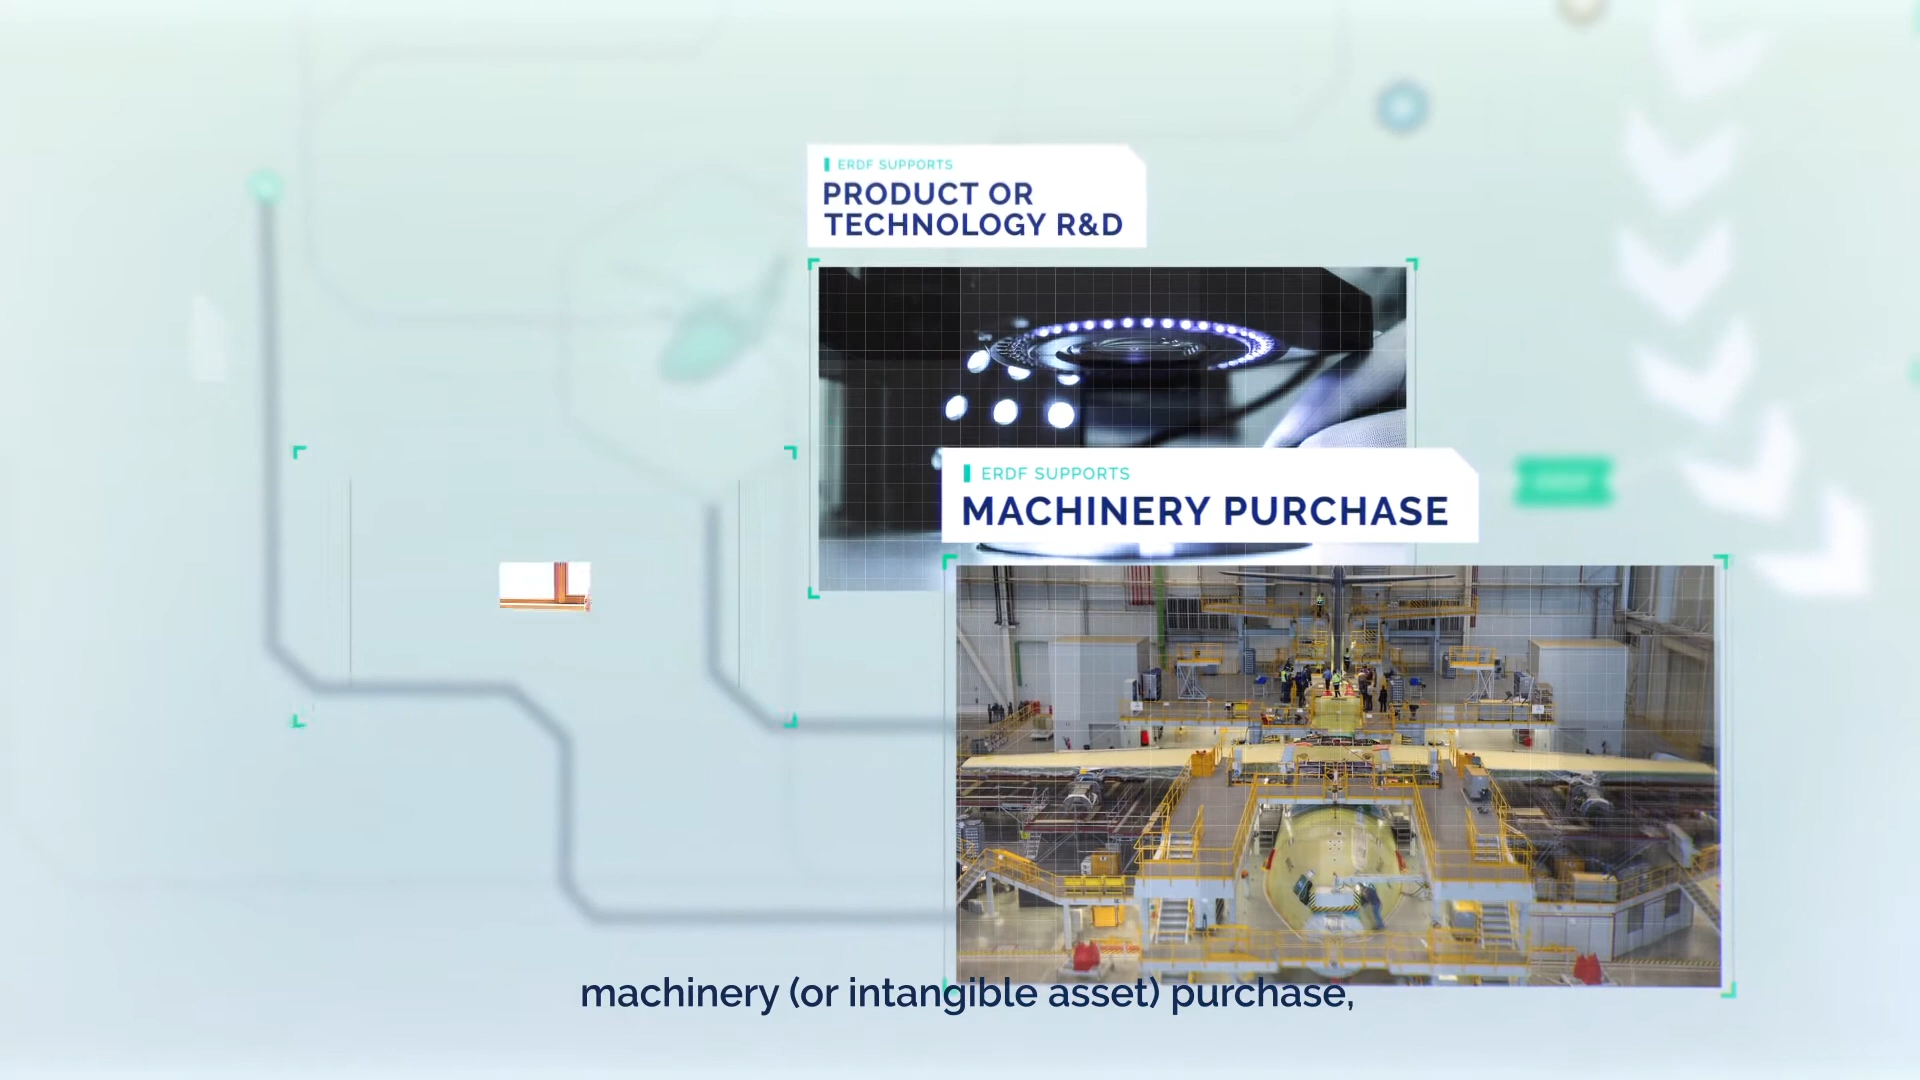 ERDF SUPPORTS
PRODUCT OR
TECHNOLOGY R&D
ERDF SUPPORTS
MACHINERY PURCHASE
machinery (or intangible asset) purchase,